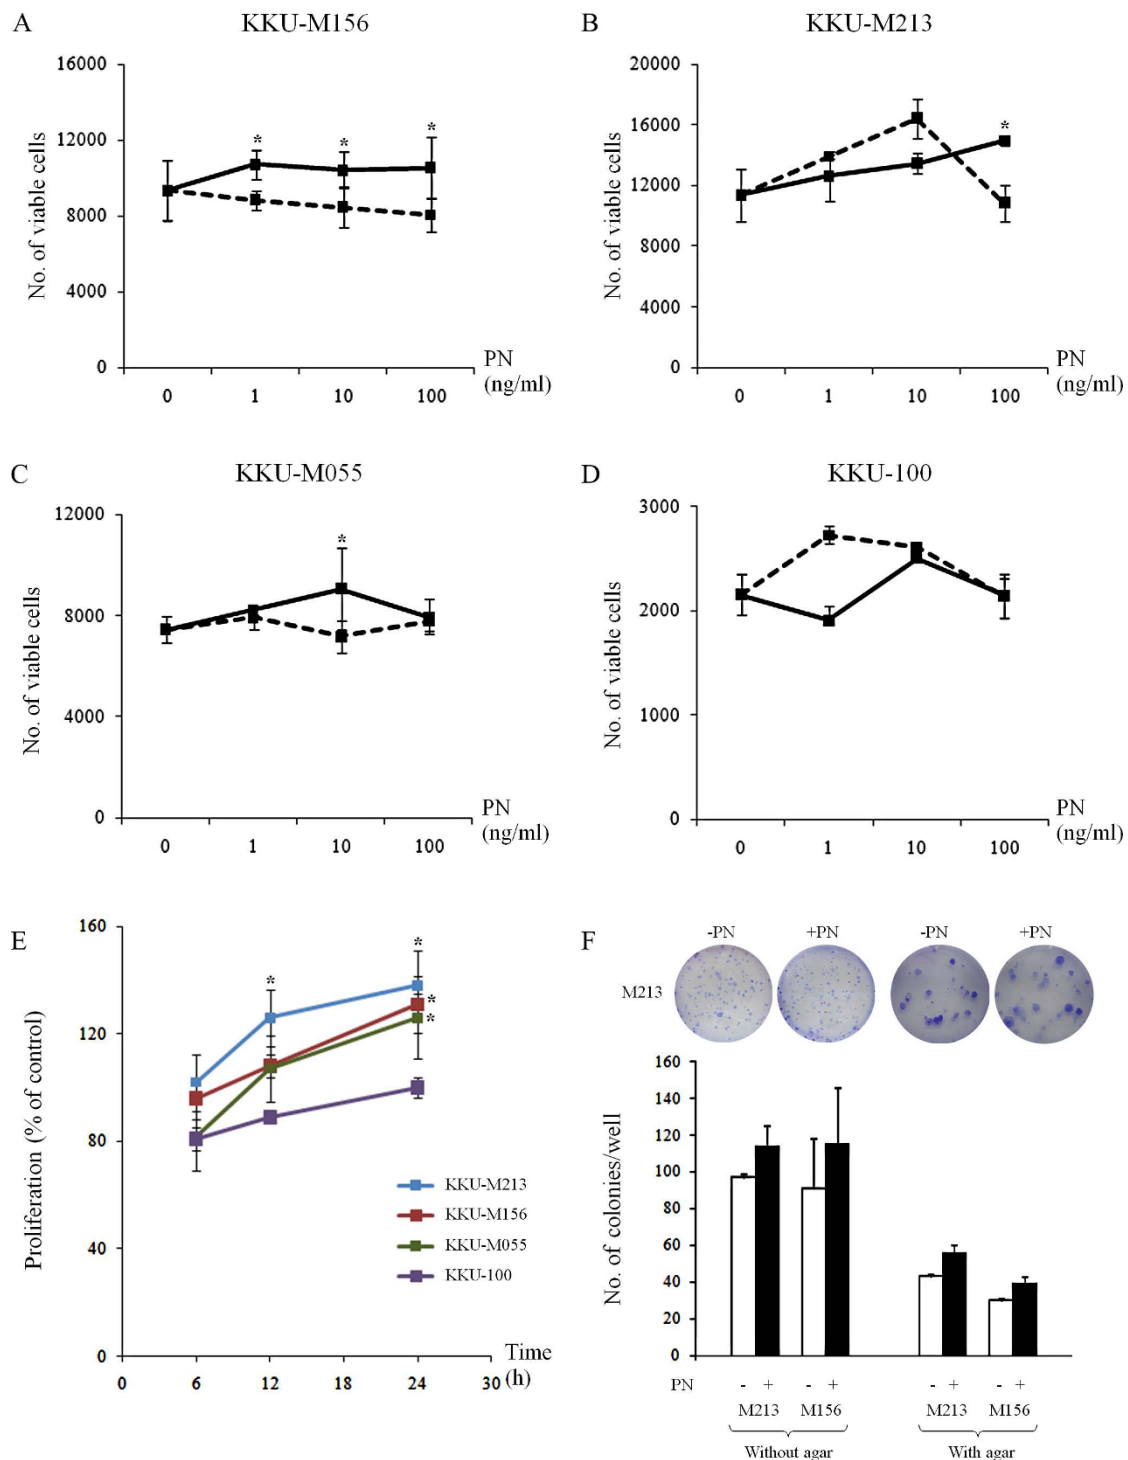 A
KKU-M156
16000
12000
8000
4000
0
No. of viable cells
* * *
0 1 10 100
PN
(ng/ml)
B
KKU-M213
20000
16000
12000
8000
4000
0
No. of viable cells
*
0 1 10 100
PN
(ng/ml)
C
KKU-M055
12000
8000
4000
0
No. of viable cells
*
0 1 10 100
PN
(ng/ml)
D
KKU-100
3000
2000
1000
0
No. of viable cells
0 1 10 100
PN
(ng/ml)
E
160
120
80
40
0
Proliferation (% of control)
*
*
*
*
KKU-M213
KKU-M156
KKU-M055
KKU-100
0 6 12 18 24 30
Time
(h)
F
-PN +PN -PN +PN
M213
160
140
120
100
80
60
40
20
0
No. of colonies/well
PN - + - + - + - +
M213 M156 M213 M156
Without agar With agar